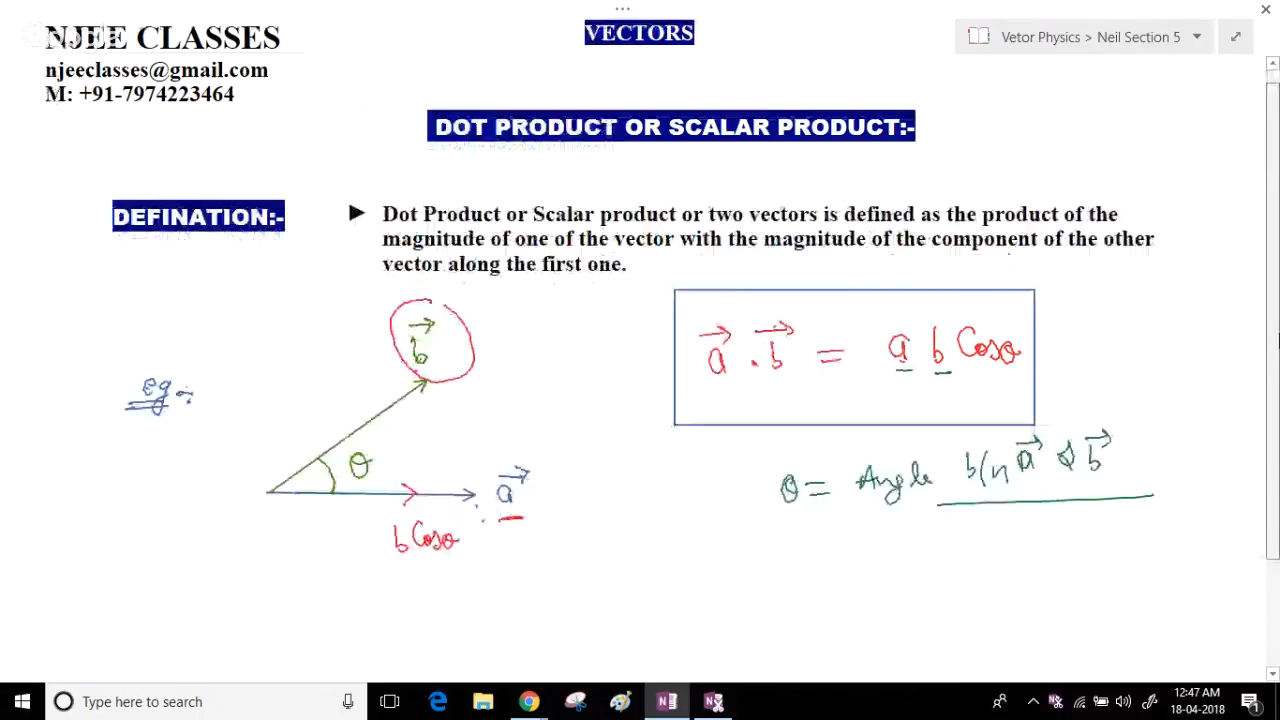 NJEE CLASSES
njeeclasses@gmail.com
M: +91-7974223464
VECTORS
Vetor Physics > Neil Section 5
DOT PRODUCT OR SCALAR PRODUCT:-
DEFINATION:-
► Dot Product or Scalar product or two vectors is defined as the product of the
magnitude of one of the vector with the magnitude of the component of the other
vector along the first one.
b⃗
a⃗ . b⃗ = a b Cosθ
eg :-
θ
a⃗
b Cosθ
θ = Angle b/n a⃗ & b⃗
Type here to search
12:47 AM
18-04-2018
1